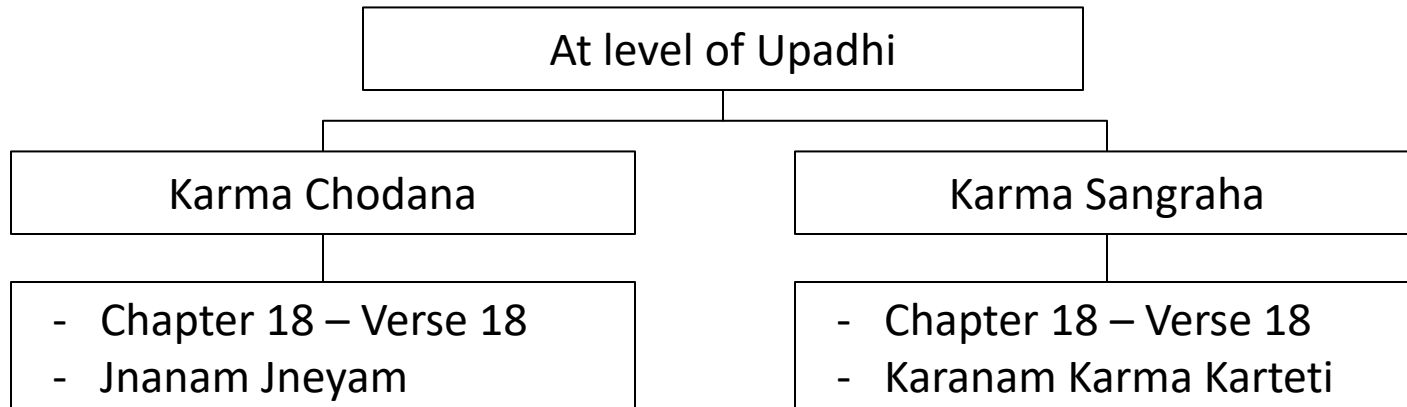 At level of Upadhi
Karma Chodana
Karma Sangraha
- Chapter 18 – Verse 18
- Jnanam Jneyam
- Chapter 18 – Verse 18
- Karanam Karma Karteti